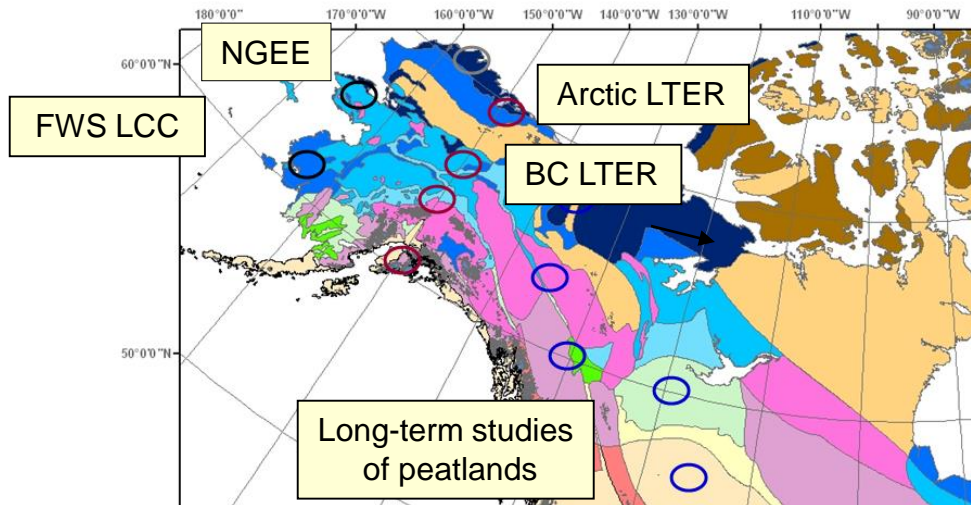 180°0'0"W
170°0'0"W
160°0'0"W
150°0'0"W
140°0'0"W
130°0'0"W
110°0'0"W
90°0'0"W
60°0'0"N
NGEE
FWS LCC
Arctic LTER
BC LTER
50°0'0"N
Long-term studies
of peatlands